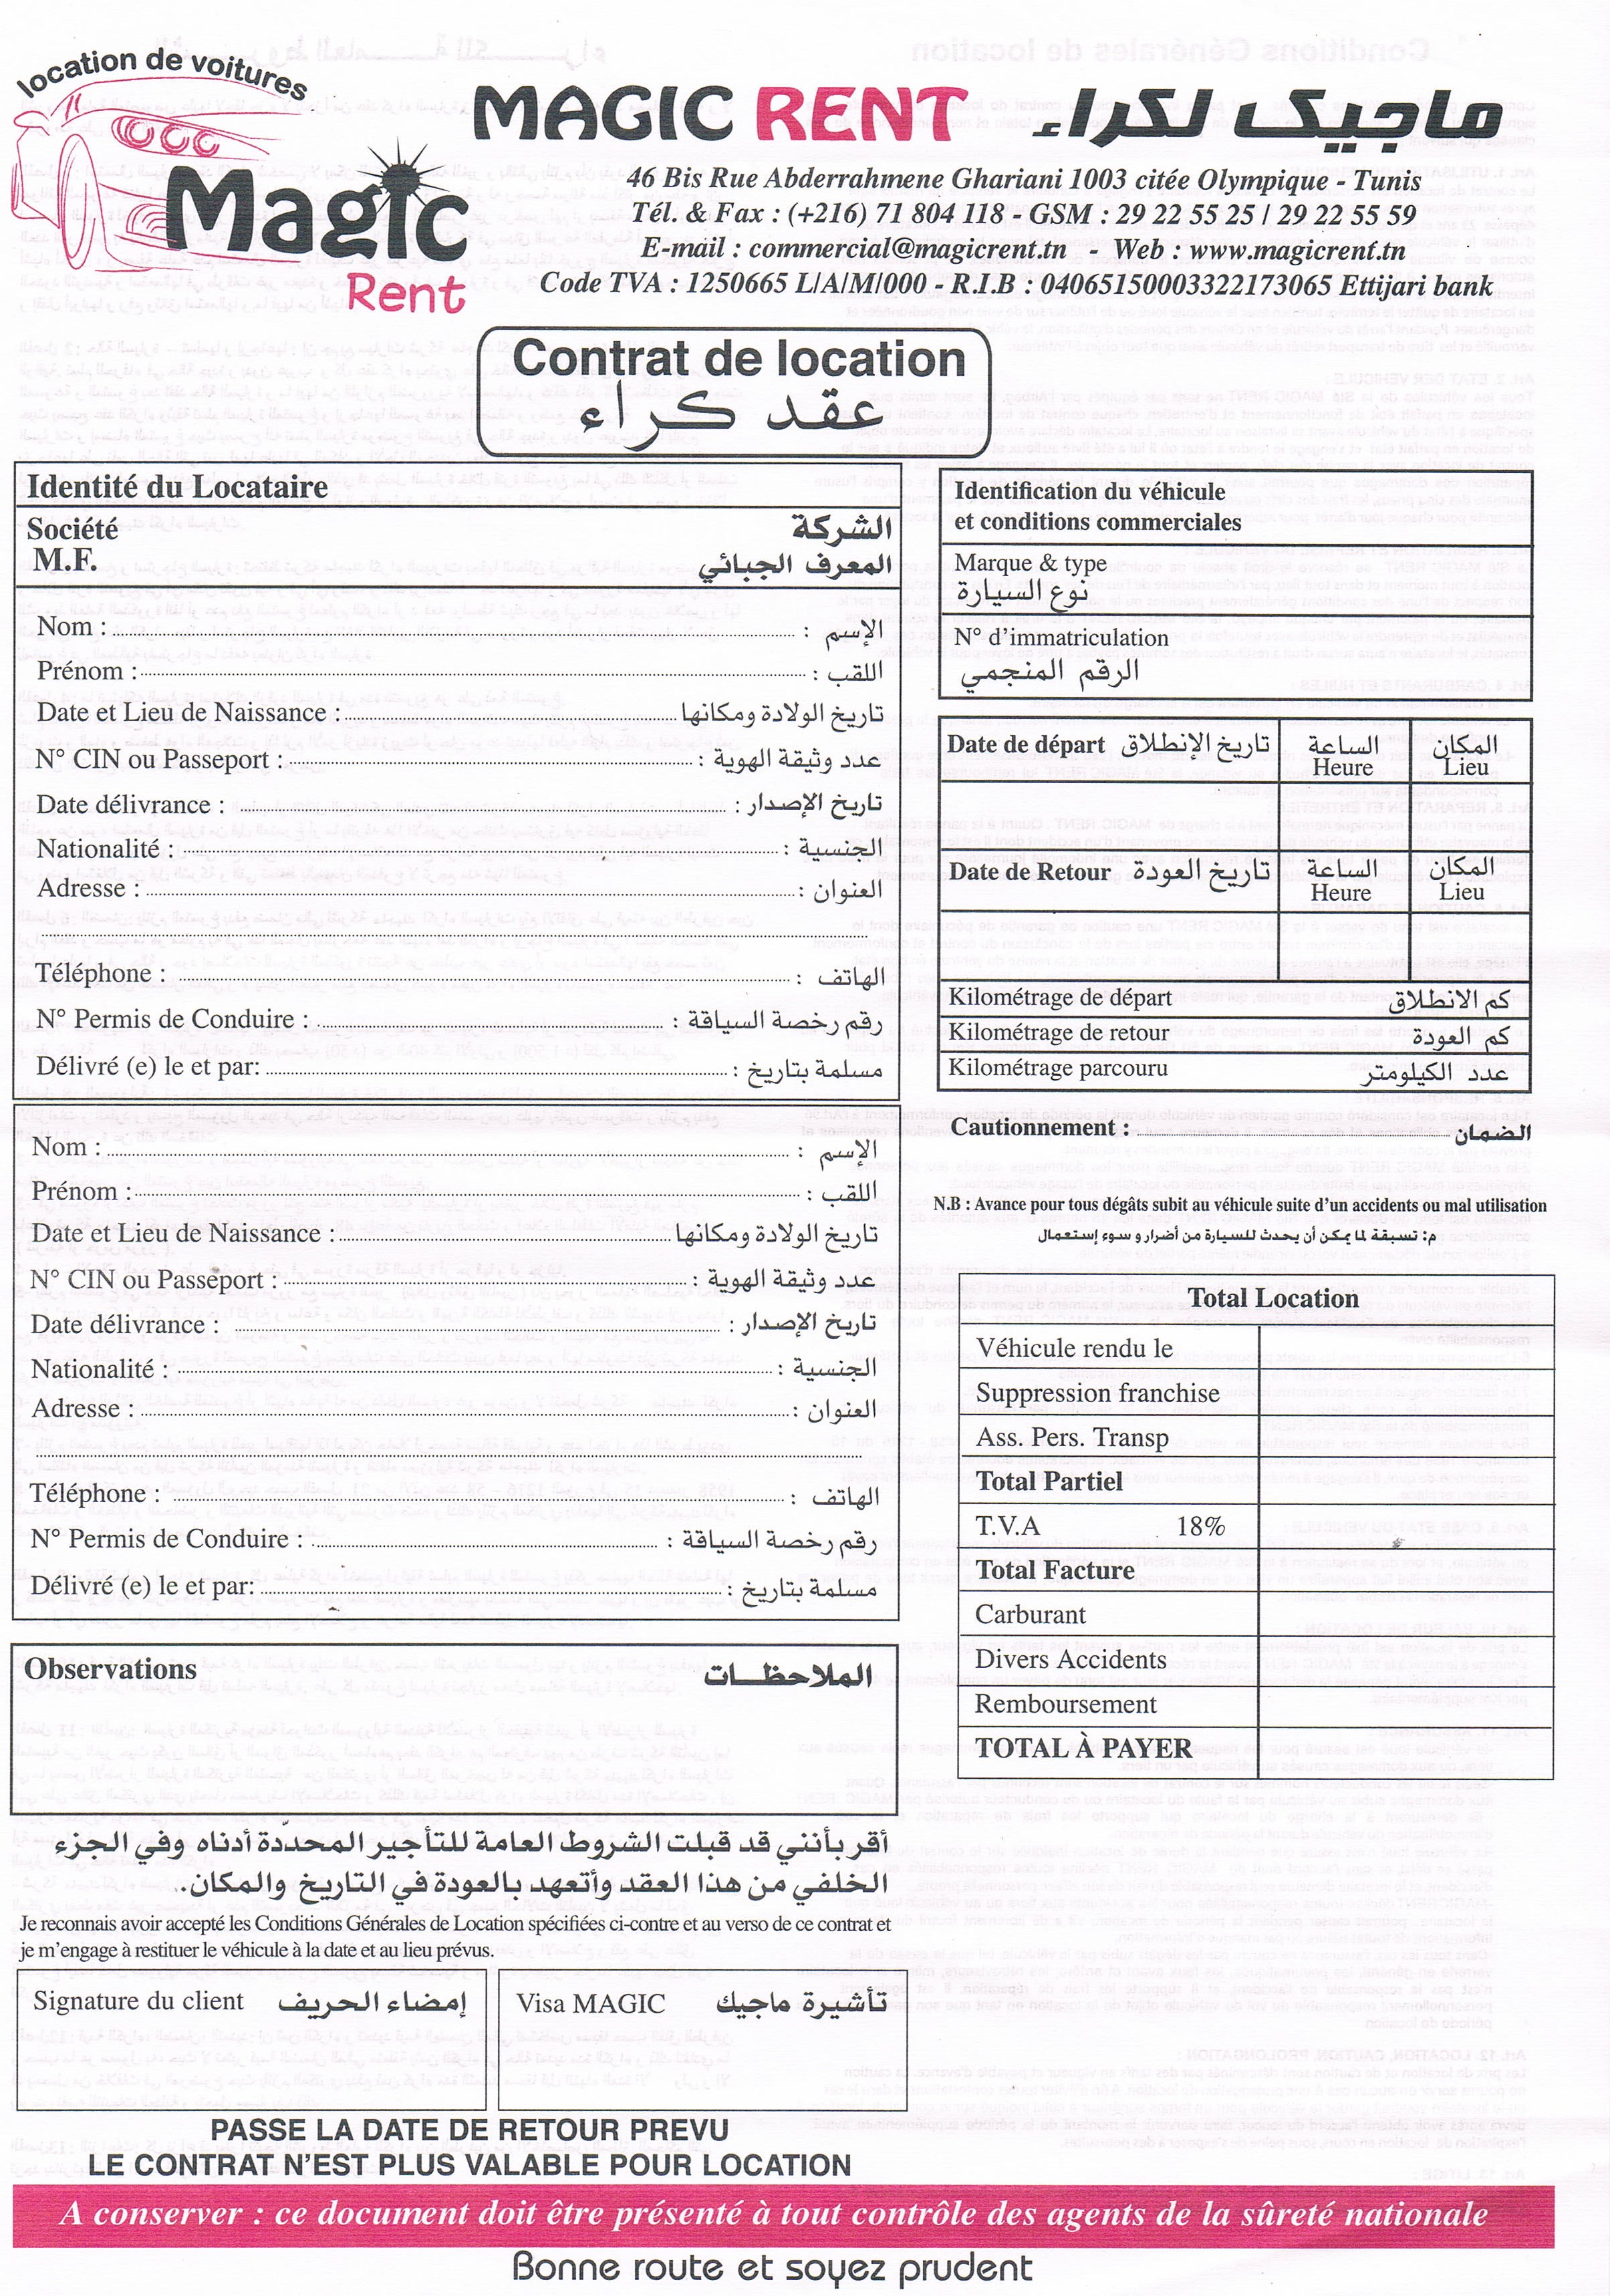 location de voitures
Magic
Rent
MAGIC RENT ماجيك لكراء
46 Bis Rue Abderrahmene Ghariani 1003 citée Olympique - Tunis
Tél. & Fax : (+216) 71 804 118 - GSM : 29 22 55 25 / 29 22 55 59
E-mail : commercial@magicrent.tn Web : www.magicrent.tn
Code TVA : 1250665 L/A/M/000 - R.I.B : 04065150003322173065 Ettijari bank
Contrat de location
عقد كراء
Identité du Locataire
Société الشركة
M.F. المعرف الجبائي
Nom : الإسم :
Prénom : اللقب :
Date et Lieu de Naissance : تاريخ الولادة ومكانها
N° CIN ou Passeport : عدد وثيقة الهوية :
Date délivrance : تاريخ الإصدار :
Nationalité : الجنسية :
Adresse : العنوان :
Téléphone : الهاتف :
N° Permis de Conduire : رقم رخصة السياقة :
Délivré (e) le et par: مسلمة بتاريخ :
Nom : الإسم :
Prénom : اللقب :
Date et Lieu de Naissance : تاريخ الولادة ومكانها
N° CIN ou Passeport : عدد وثيقة الهوية :
Date délivrance : تاريخ الإصدار :
Nationalité : الجنسية :
Adresse : العنوان :
Téléphone : الهاتف :
N° Permis de Conduire : رقم رخصة السياقة :
Délivré (e) le et par: مسلمة بتاريخ :
Observations الملاحظات
أقر بأنني قد قبلت الشروط العامة للتأجير المحددة أدناه وفي الجزء
الخلفي من هذا العقد وأتعهد بالعودة في التاريخ والمكان.
Je reconnais avoir accepté les Conditions Générales de Location spécifiées ci-contre et au verso de ce contrat et
je m'engage à restituer le véhicule à la date et au lieu prévus.
Signature du client إمضاء الحريف
Visa MAGIC تأشيرة ماجيك
Identification du véhicule
et conditions commerciales
Marque & type
نوع السيارة
N° d'immatriculation
الرقم المنجمي
Date de départ تاريخ الإنطلاق الساعة المكان
Heure Lieu
Date de Retour تاريخ العودة الساعة المكان
Heure Lieu
Kilométrage de départ كم الانطلاق
Kilométrage de retour كم العودة
Kilométrage parcouru عدد الكيلومتر
Cautionnement : الضمان
N.B : Avance pour tous dégâts subit au véhicule suite d'un accidents ou mal utilisation
م: تسبقة لما يمكن أن يحدث للسيارة من أضرار و سوء إستعمال
Total Location
Véhicule rendu le
Suppression franchise
Ass. Pers. Transp
Total Partiel
T.V.A 18%
Total Facture
Carburant
Divers Accidents
Remboursement
TOTAL À PAYER
PASSE LA DATE DE RETOUR PREVU
LE CONTRAT N'EST PLUS VALABLE POUR LOCATION
A conserver : ce document doit être présenté à tout contrôle des agents de la sûreté nationale
Bonne route et soyez prudent